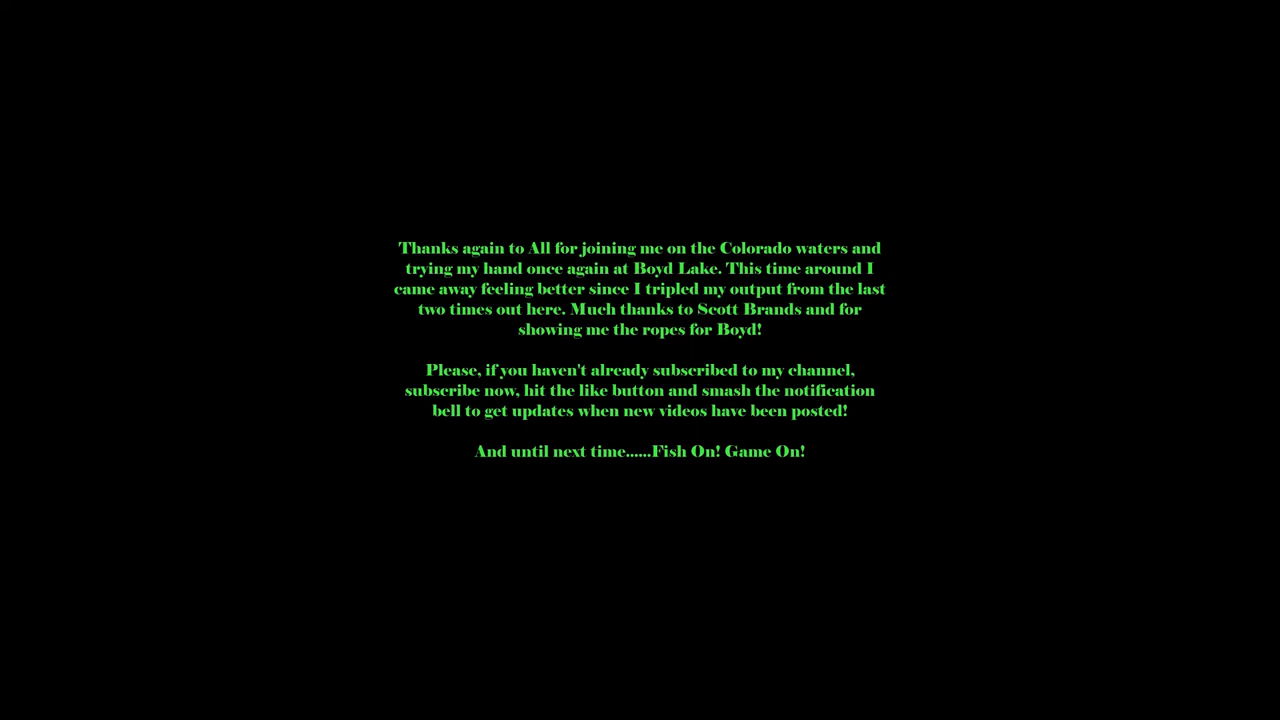 Thanks again to All for joining me on the Colorado waters and
trying my hand once again at Boyd Lake. This time around I
came away feeling better since I tripled my output from the last
two times out here. Much thanks to Scott Brands and for
showing me the ropes for Boyd!
Please, if you haven't already subscribed to my channel,
subscribe now, hit the like button and smash the notification
bell to get updates when new videos have been posted!
And until next time......Fish On! Game On!